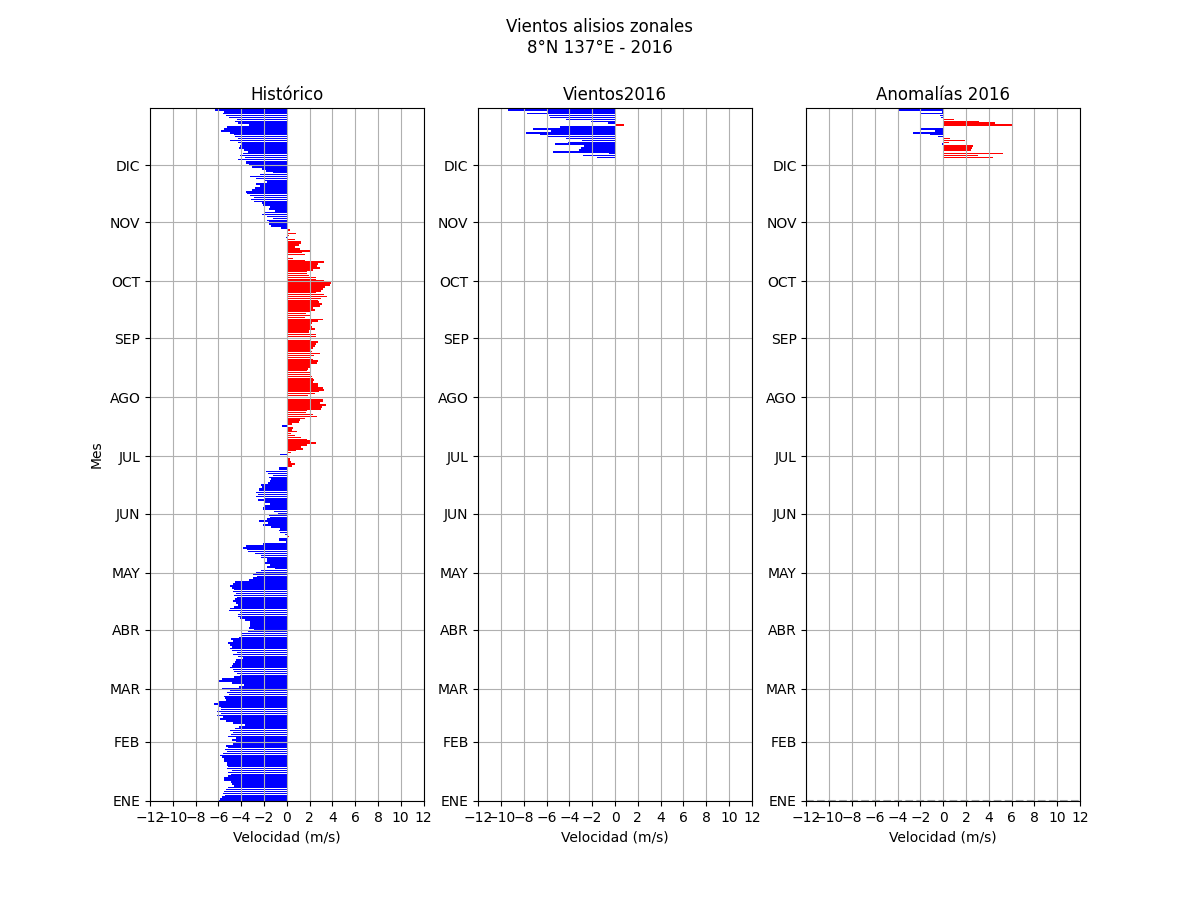 Vientos alisios zonales
8°N 137°E - 2016
Histórico
Vientos2016
Anomalías 2016
Mes
DIC
NOV
OCT
SEP
AGO
JUL
JUN
MAY
ABR
MAR
FEB
ENE
−12 −10 −8 −6 −4 −2 0 2 4 6 8 10 12
Velocidad (m/s)
DIC
NOV
OCT
SEP
AGO
JUL
JUN
MAY
ABR
MAR
FEB
ENE
−12 −10 −8 −6 −4 −2 0 2 4 6 8 10 12
Velocidad (m/s)
DIC
NOV
OCT
SEP
AGO
JUL
JUN
MAY
ABR
MAR
FEB
ENE
−12 −10 −8 −6 −4 −2 0 2 4 6 8 10 12
Velocidad (m/s)